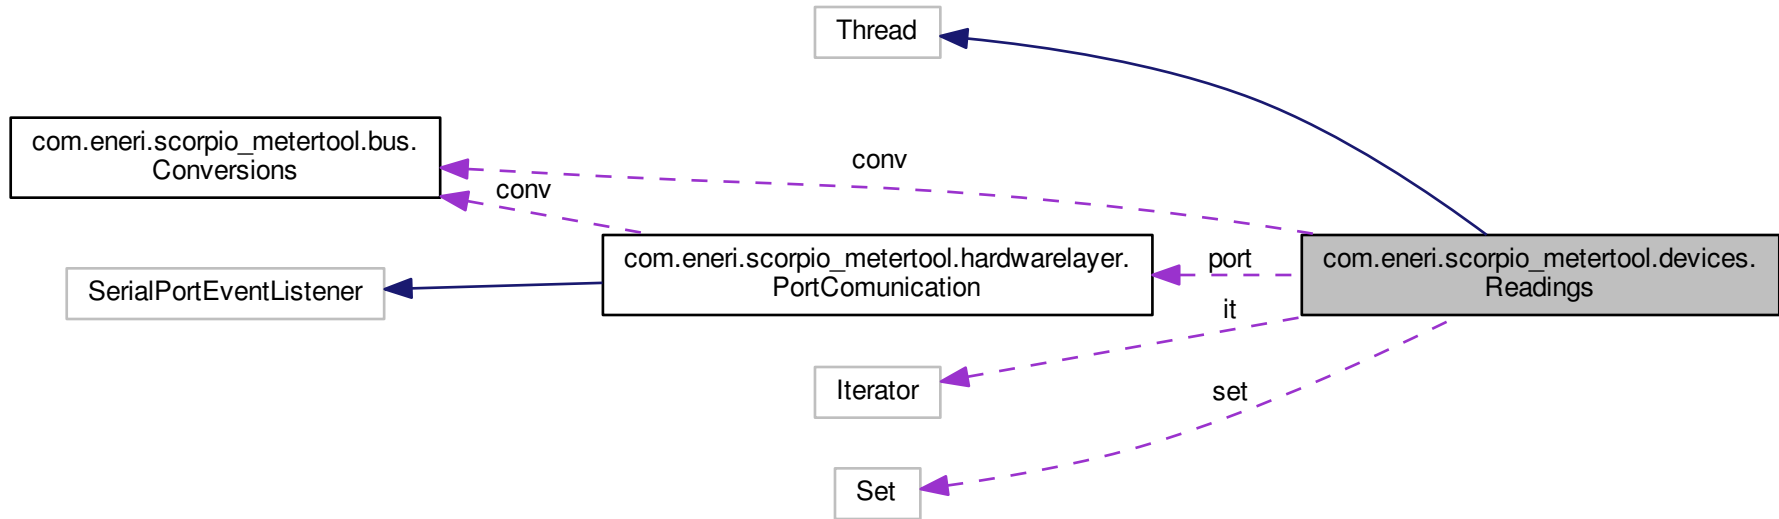 Thread
com.eneri.scorpio_metertool.bus.
Conversions
conv
conv
com.eneri.scorpio_metertool.hardwarelayer.
PortComunication
port
com.eneri.scorpio_metertool.devices.
Readings
SerialPortEventListener
it
Iterator
set
Set